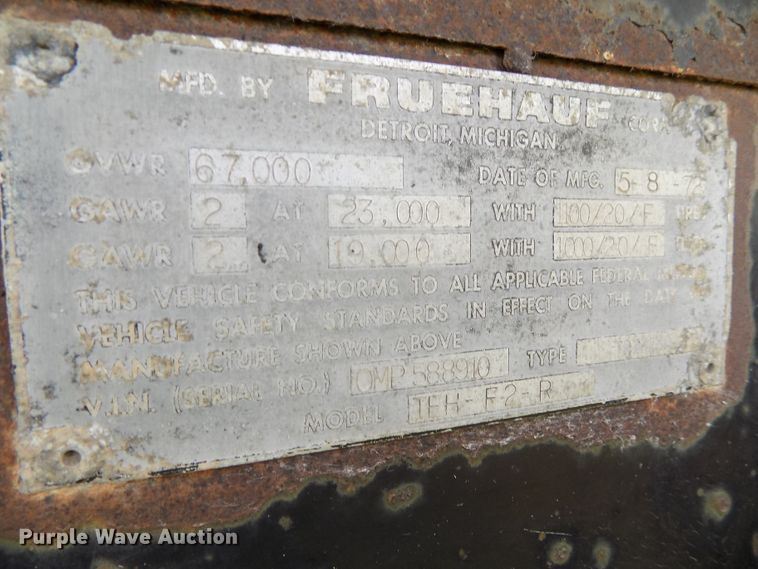 MFD. BY FRUEHAUF CORP.
DETROIT, MICHIGAN
GVWR 67,000 DATE OF MFG. 5-8-72
GAWR 2 AT 23,000 WITH 1100/20/F
GAWR 2 AT 10,000 WITH 1000/20/F
THIS VEHICLE CONFORMS TO ALL APPLICABLE FEDERAL MOTOR
VEHICLE SAFETY STANDARDS IN EFFECT ON THE DATE OF
MANUFACTURE SHOWN ABOVE
V.I.N. (SERIAL NO.) OMP 588910 TYPE
MODEL TEH-F2-R
Purple Wave Auction